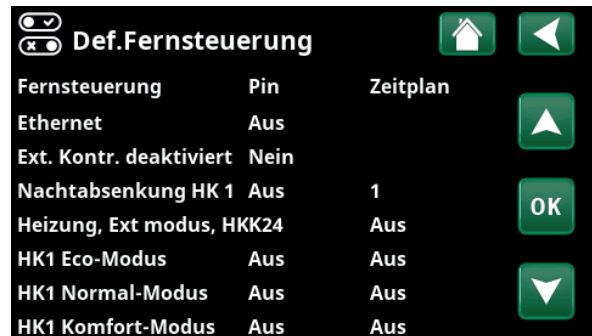 Def.Fernsteuerung
Fernsteuerung Pin Zeitplan
Ethernet Aus
Ext. Kontr. deaktiviert Nein
Nachtabsenkung HK 1 Aus 1
Heizung, Ext modus, HKK24 Aus
HK1 Eco-Modus Aus Aus
HK1 Normal-Modus Aus Aus
HK1 Komfort-Modus Aus Aus
OK